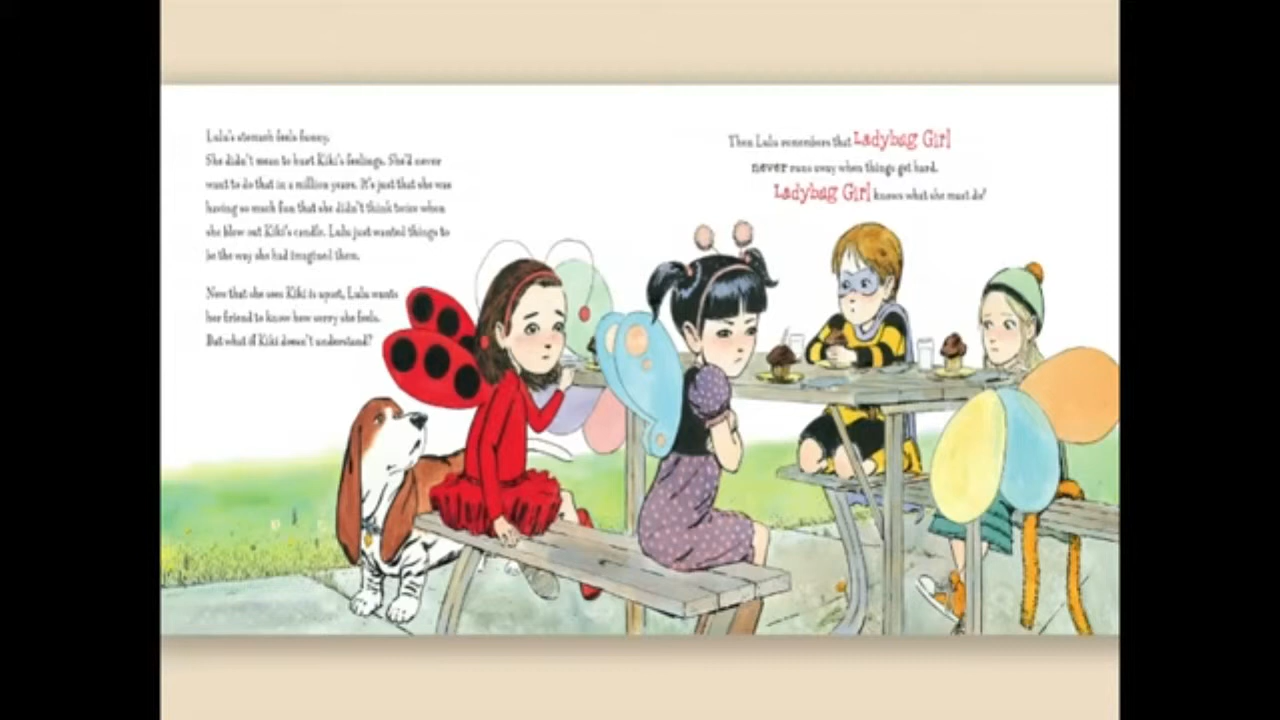 Lulu's stomach feels funny.
She didn't mean to hurt Kiki's feelings. She'd never
want to do that in a million years. It's just that she was
having so much fun that she didn't think twice when
she blew out Kiki's candle. Lulu just wanted things to
be the way she had imagined them.
Now that she sees Kiki is upset, Lulu wants
her friend to know how sorry she feels.
But what if Kiki doesn't understand?
Then Lulu remembers that Ladybug Girl
never runs away when things get hard.
Ladybug Girl knows what she must do!